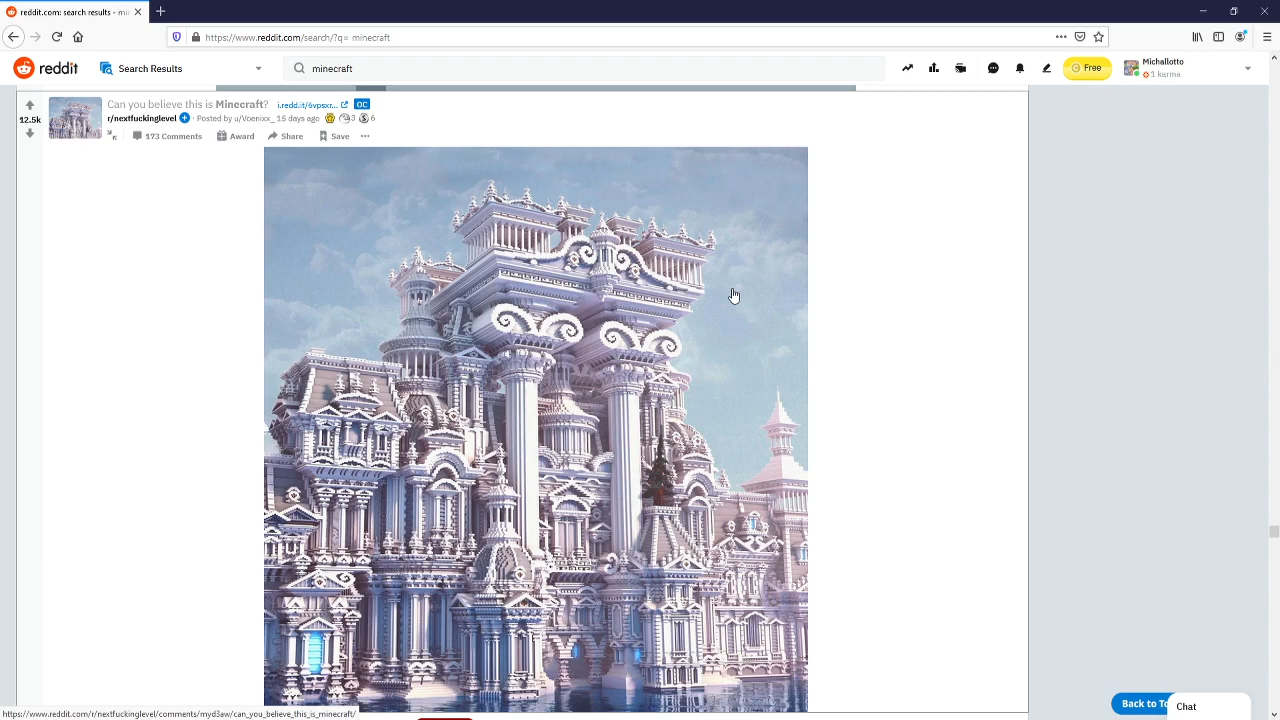 reddit.com: search results - mi
https://www.reddit.com/search/?q= minecraft
reddit
Search Results
minecraft
Free
Michallotto
1 karma
12.5k
Can you believe this is Minecraft? i.redd.it/6vpsxr... OC
r/nextfuckinglevel · Posted by u/Voenixx_ 15 days ago 3 6
173 Comments Award Share Save
Back to To
Chat
https://www.reddit.com/r/nextfuckinglevel/comments/myd3aw/can_you_believe_this_is_minecraft/